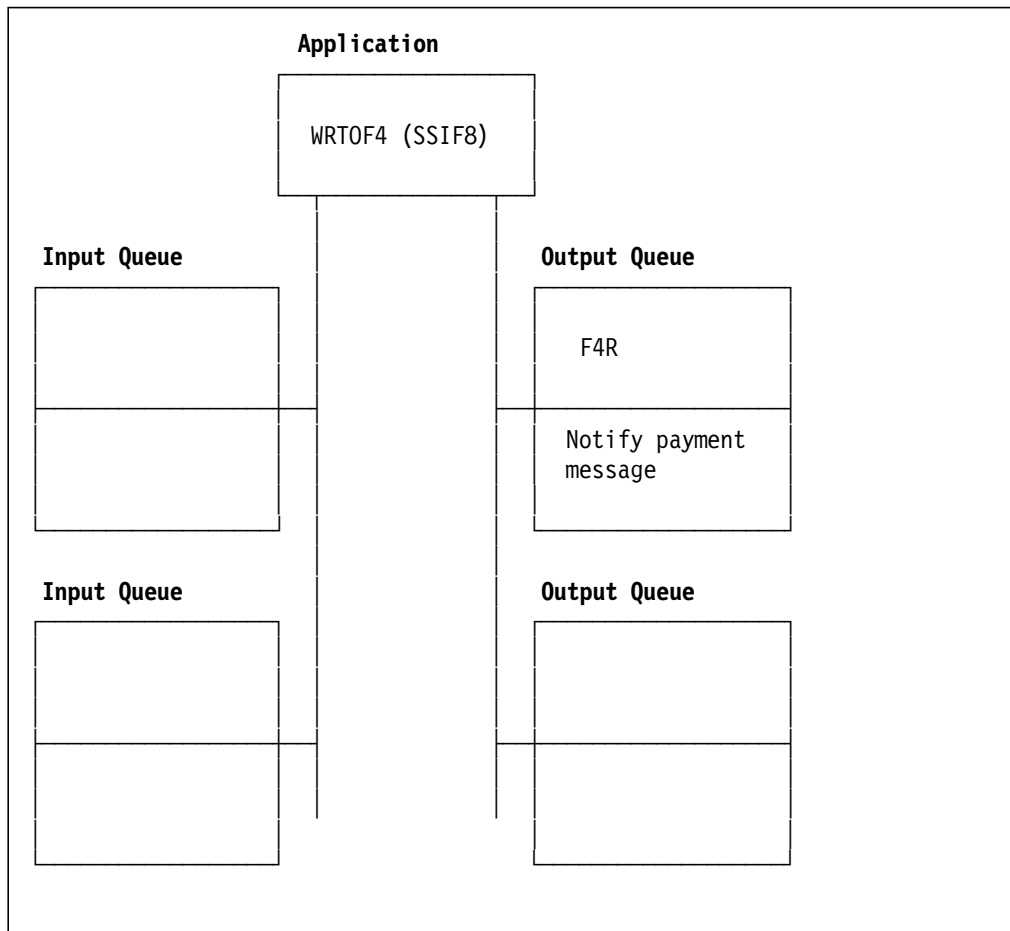 Application
WRTOF4 (SSIF8)
Input Queue
Output Queue
F4R
Notify payment
message
Input Queue
Output Queue